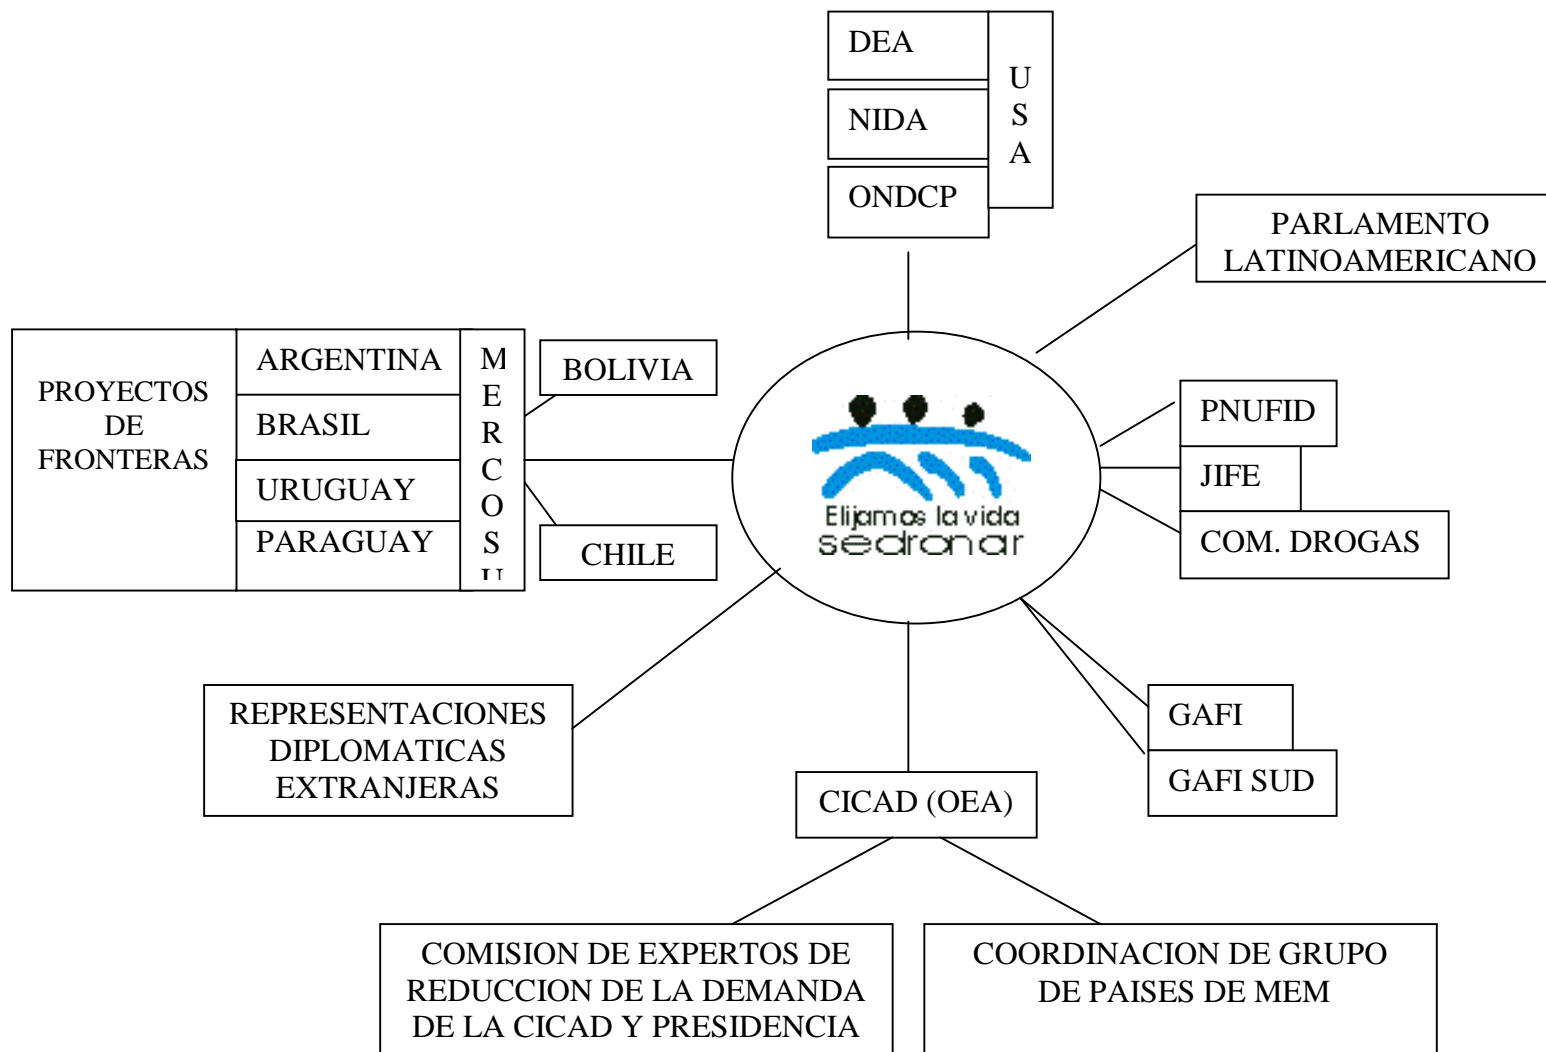 DEA
NIDA
ONDCP
U
S
A
PARLAMENTO
LATINOAMERICANO
PROYECTOS
DE
FRONTERAS
ARGENTINA
BRASIL
URUGUAY
PARAGUAY
M
E
R
C
O
S
U
BOLIVIA
CHILE
Elijamos la vida
sedronar
PNUFID
JIFE
COM. DROGAS
REPRESENTACIONES
DIPLOMATICAS
EXTRANJERAS
GAFI
GAFI SUD
CICAD (OEA)
COMISION DE EXPERTOS DE
REDUCCION DE LA DEMANDA
DE LA CICAD Y PRESIDENCIA
COORDINACION DE GRUPO
DE PAISES DE MEM